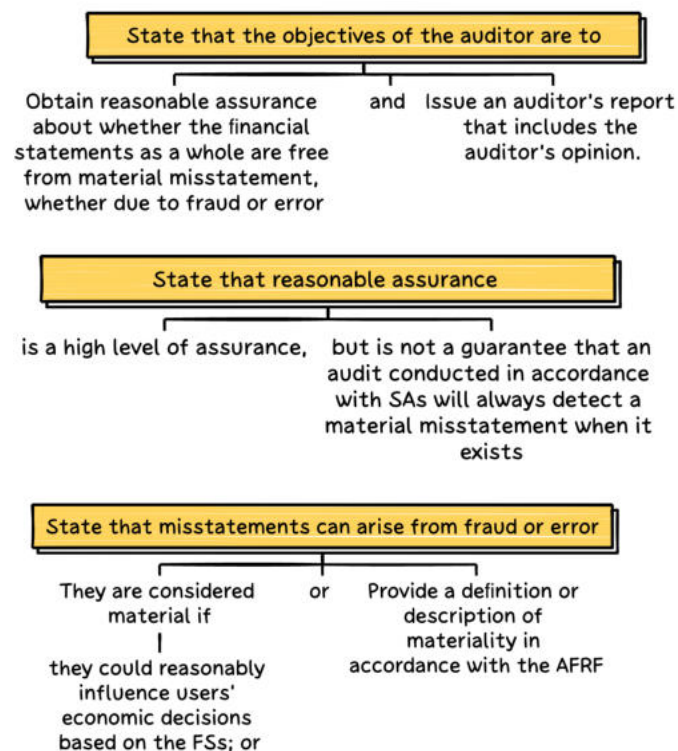 State that the objectives of the auditor are to
Obtain reasonable assurance
about whether the financial
statements as a whole are free
from material misstatement,
whether due to fraud or error
and
Issue an auditor's report
that includes the
auditor's opinion.
State that reasonable assurance
is a high level of assurance,
but is not a guarantee that an
audit conducted in accordance
with SAs will always detect a
material misstatement when it
exists
State that misstatements can arise from fraud or error
They are considered
material if
they could reasonably
influence users'
economic decisions
based on the FSs; or
or
Provide a definition or
description of
materiality in
accordance with the AFRF